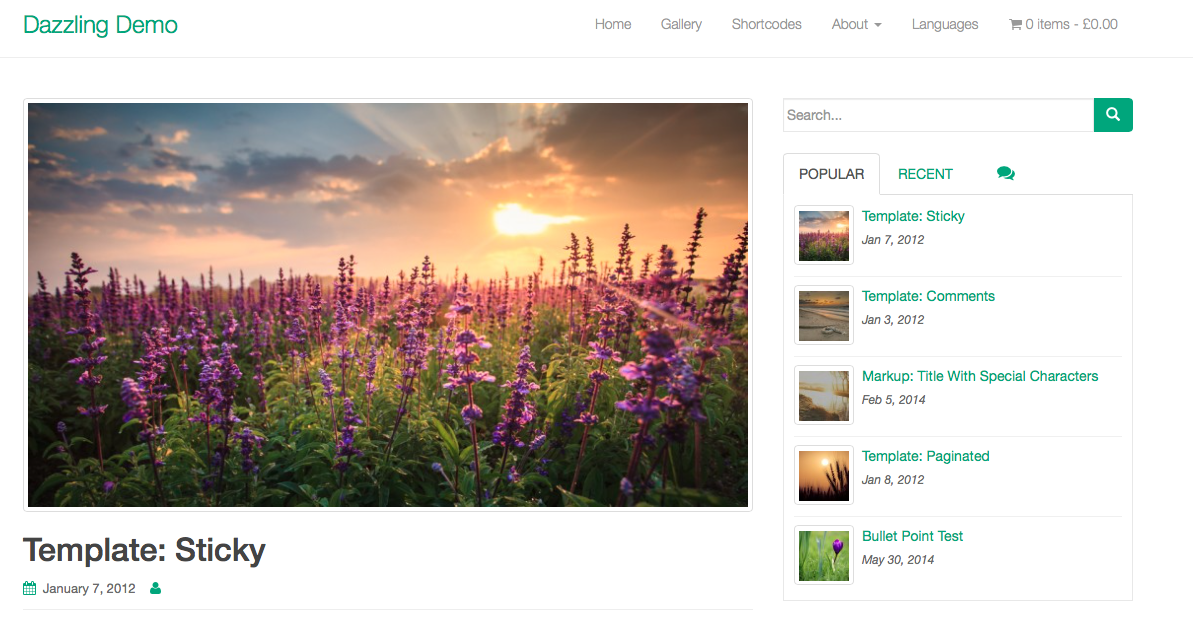 Dazzling Demo
Home Gallery Shortcodes About Languages 0 items - £0.00
Search...
POPULAR RECENT
Template: Sticky
Jan 7, 2012
Template: Comments
Jan 3, 2012
Markup: Title With Special Characters
Feb 5, 2014
Template: Paginated
Jan 8, 2012
Bullet Point Test
May 30, 2014
Template: Sticky
January 7, 2012